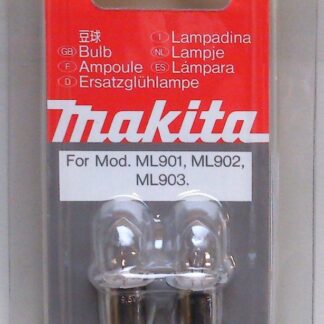 豆球
GB Bulb
F Ampoule
D Ersatzglühlampe
I Lampadina
NL Lampje
ES Lámpara
makita
For Mod. ML901, ML902,
ML903.